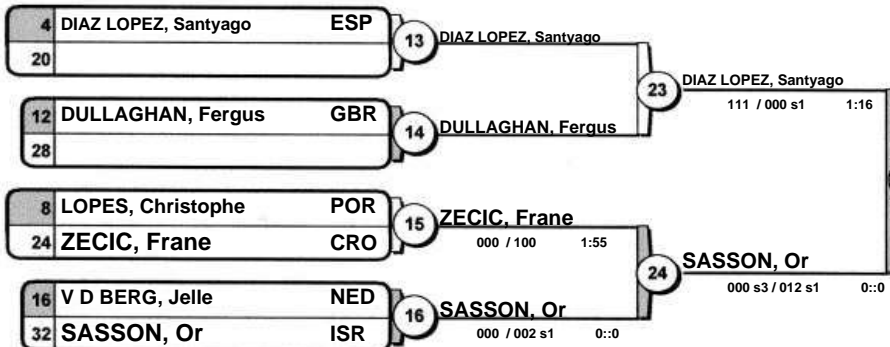 4 DIAZ LOPEZ, Santyago ESP
20
13 DIAZ LOPEZ, Santyago
12 DULLAGHAN, Fergus GBR
28
14 DULLAGHAN, Fergus
23 DIAZ LOPEZ, Santyago
111 / 000 s1 1:16
8 LOPES, Christophe POR
24 ZECIC, Frane CRO
15 ZECIC, Frane
000 / 100 1:55
16 V D BERG, Jelle NED
32 SASSON, Or ISR
16 SASSON, Or
000 / 002 s1 0::0
24 SASSON, Or
000 s3 / 012 s1 0::0